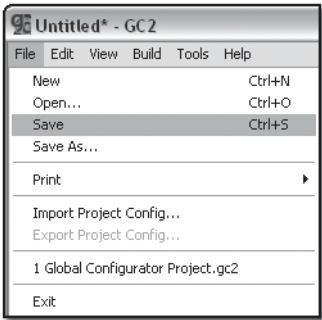 Untitled* - GC2
File Edit View Build Tools Help
New Ctrl+N
Open... Ctrl+O
Save Ctrl+S
Save As...
Print
Import Project Config...
Export Project Config...
1 Global Configurator Project.gc2
Exit